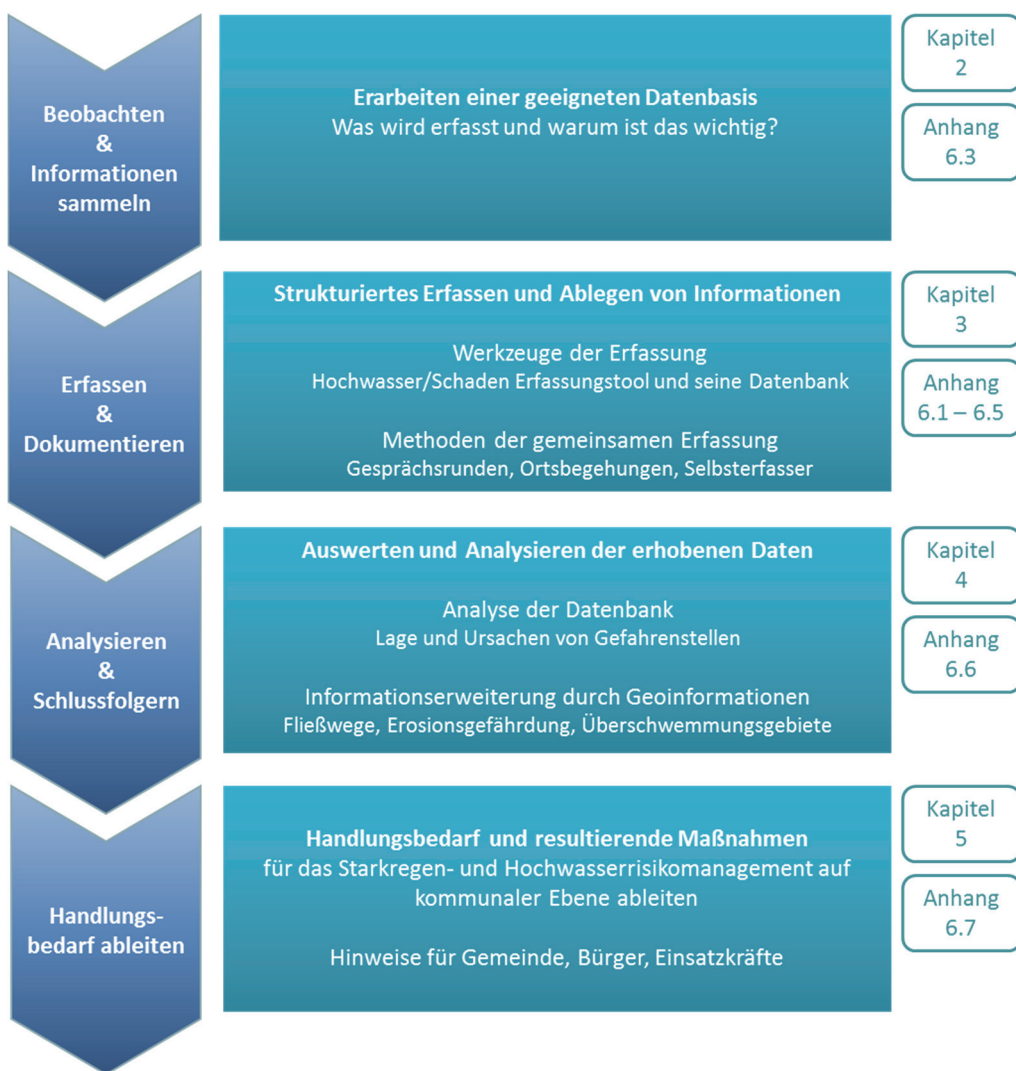 Beobachten
&
Informationen
sammeln
Erarbeiten einer geeigneten Datenbasis
Was wird erfasst und warum ist das wichtig?
Kapitel
2
Anhang
6.3
Erfassen
&
Dokumentieren
Strukturiertes Erfassen und Ablegen von Informationen
Werkzeuge der Erfassung
Hochwasser/Schaden Erfassungstool und seine Datenbank
Methoden der gemeinsamen Erfassung
Gesprächsrunden, Ortsbegehungen, Selbsterfasser
Kapitel
3
Anhang
6.1 – 6.5
Analysieren
&
Schlussfolgern
Auswerten und Analysieren der erhobenen Daten
Analyse der Datenbank
Lage und Ursachen von Gefahrenstellen
Informationserweiterung durch Geoinformationen
Fließwege, Erosionsgefährdung, Überschwemmungsgebiete
Kapitel
4
Anhang
6.6
Handlungs-
bedarf ableiten
Handlungsbedarf und resultierende Maßnahmen
für das Starkregen- und Hochwasserrisikomanagement auf
kommunaler Ebene ableiten
Hinweise für Gemeinde, Bürger, Einsatzkräfte
Kapitel
5
Anhang
6.7